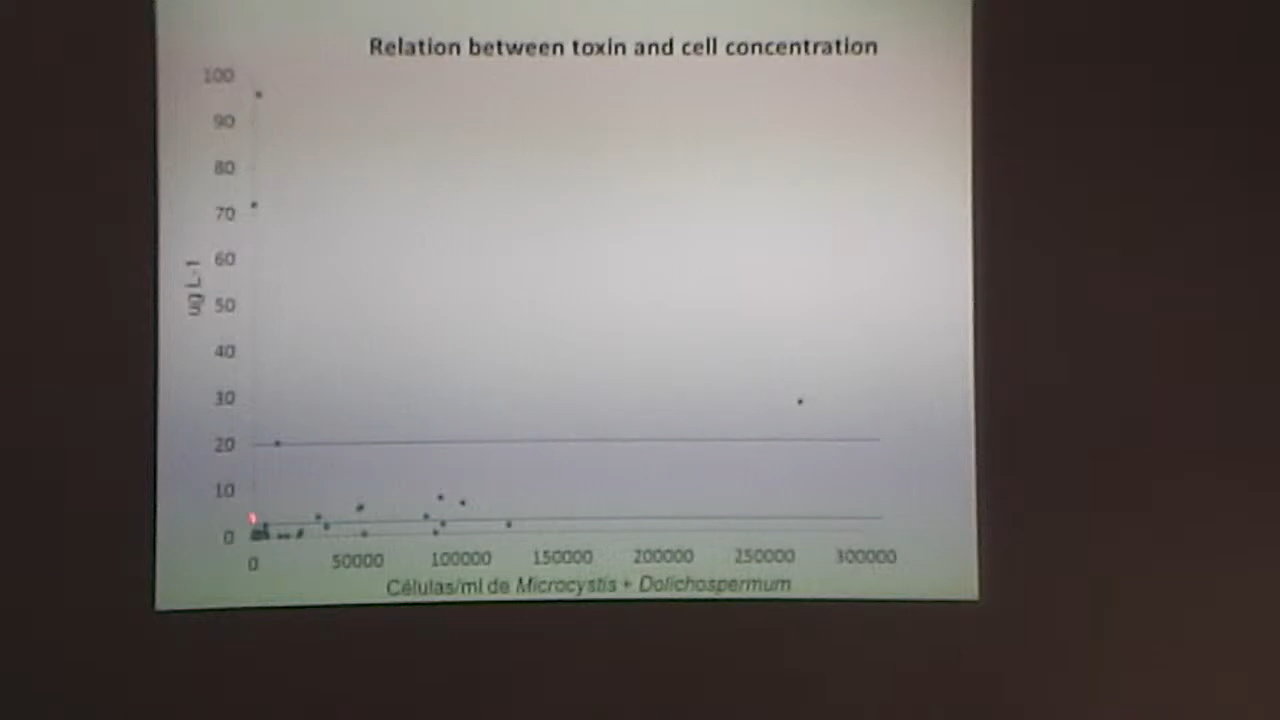 Relation between toxin and cell concentration
100
90
80
70
60
50
40
30
20
10
0
ug L-1
0 50000 100000 150000 200000 250000 300000
Células/ml de Microcystis + Dolichospermum